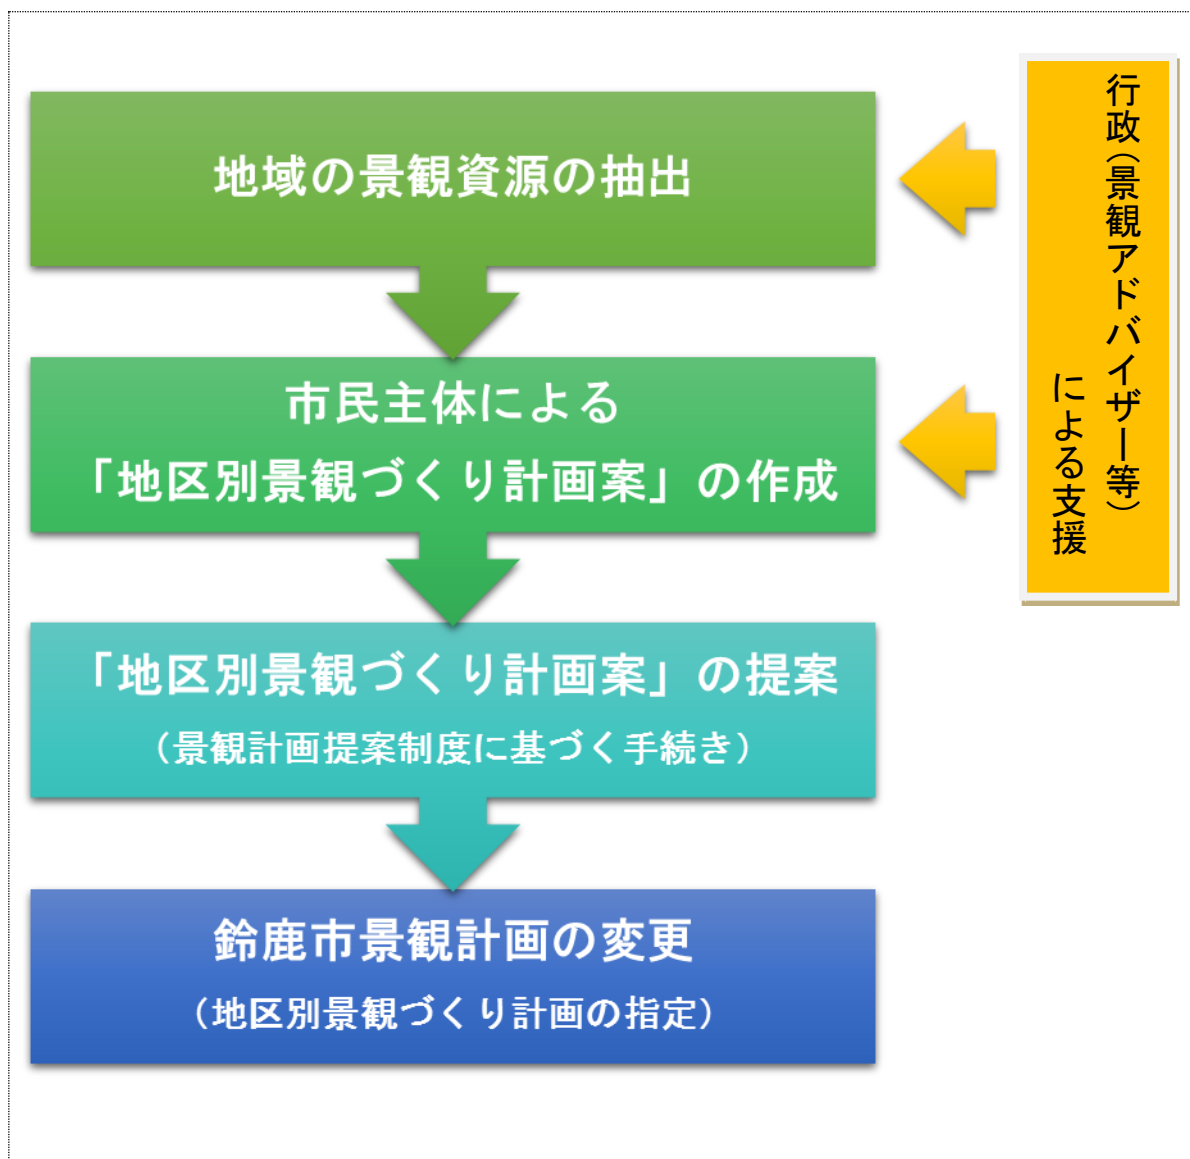 地域の景観資源の抽出
市民主体による
「地区別景観づくり計画案」の作成
「地区別景観づくり計画案」の提案
（景観計画提案制度に基づく手続き）
鈴鹿市景観計画の変更
（地区別景観づくり計画の指定）
行政（景観アドバイザー等）
による支援